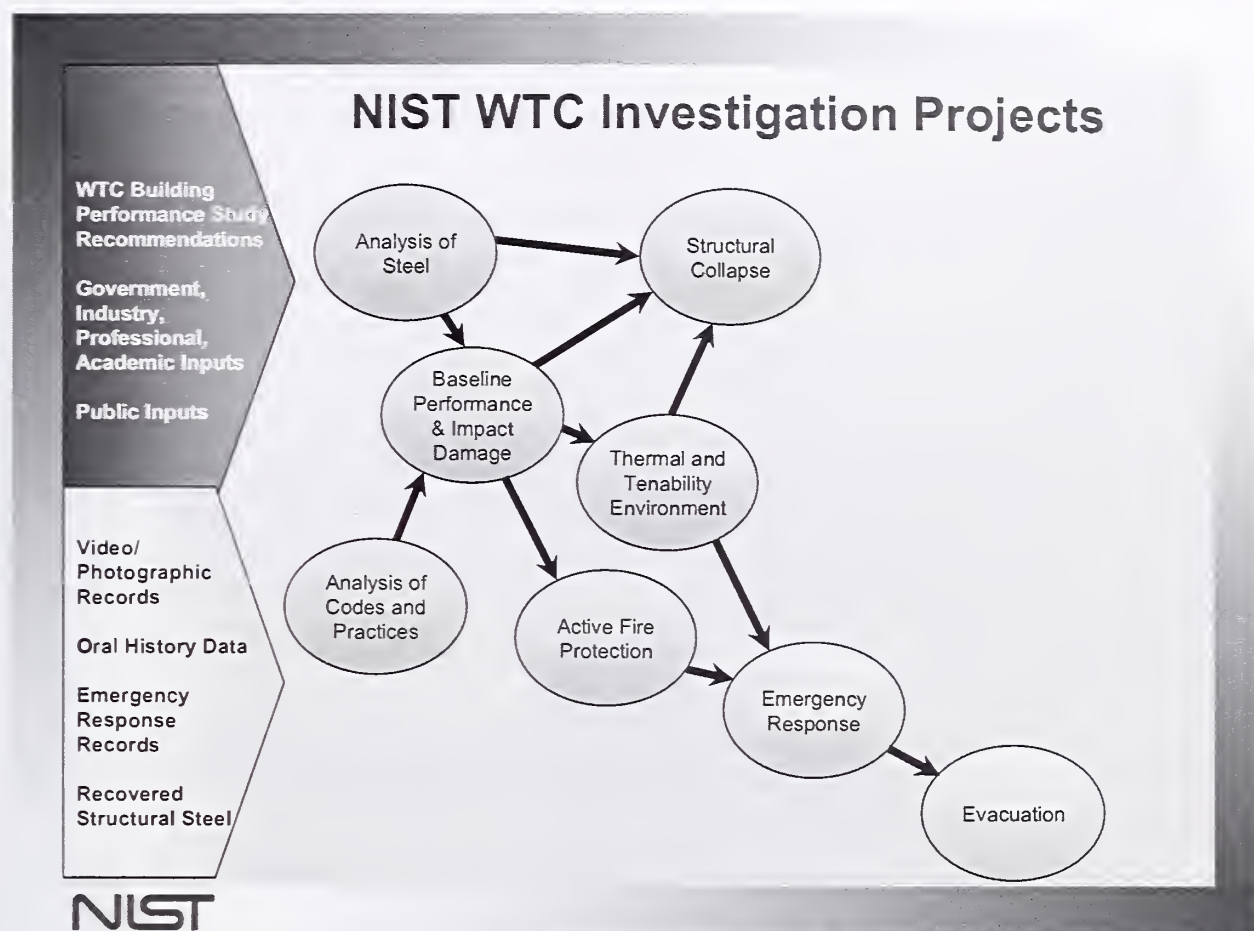 NIST WTC Investigation Projects
WTC Building
Performance Study
Recommendations
Government,
Industry,
Professional,
Academic Inputs
Public Inputs
Video/
Photographic
Records
Oral History Data
Emergency
Response
Records
Recovered
Structural Steel
Analysis of
Steel
Structural
Collapse
Baseline
Performance
& Impact
Damage
Thermal and
Tenability
Environment
Analysis of
Codes and
Practices
Active Fire
Protection
Emergency
Response
Evacuation
NIST